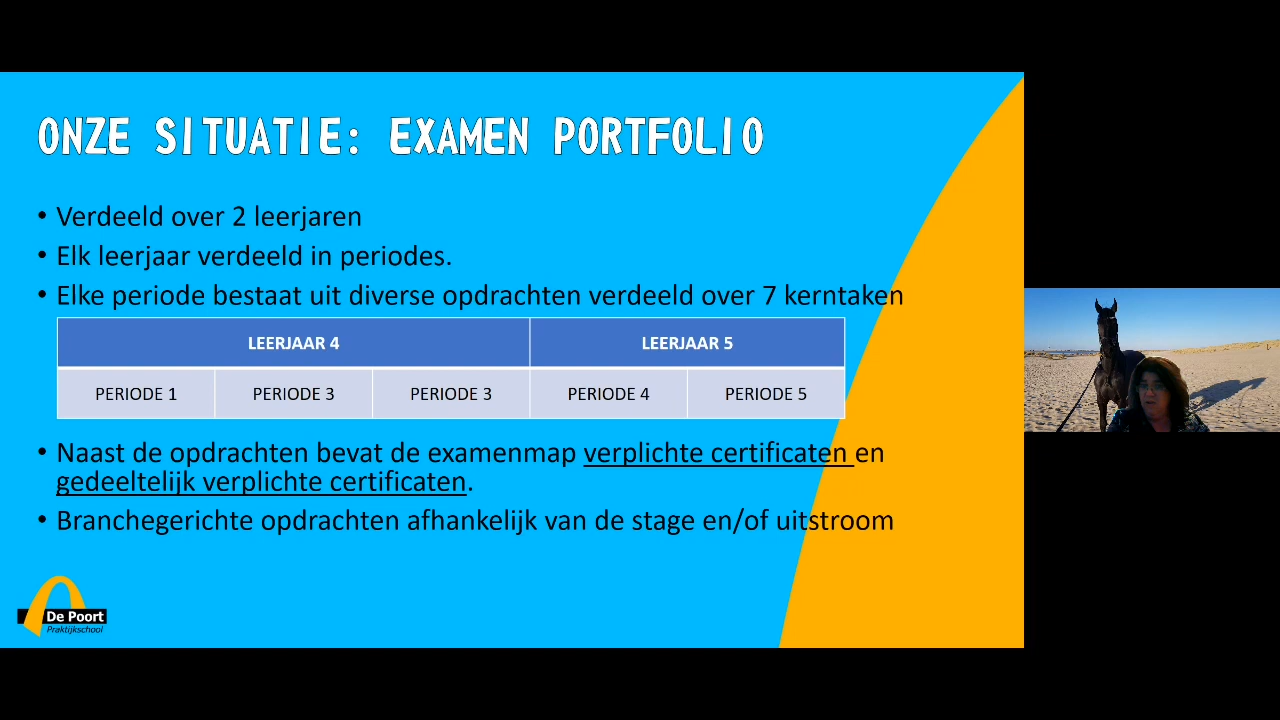 ONZE SITUATIE: EXAMEN PORTFOLIO
• Verdeeld over 2 leerjaren
• Elk leerjaar verdeeld in periodes.
• Elke periode bestaat uit diverse opdrachten verdeeld over 7 kerntaken
LEERJAAR 4 LEERJAAR 5
PERIODE 1 PERIODE 3 PERIODE 3 PERIODE 4 PERIODE 5
• Naast de opdrachten bevat de examenmap verplichte certificaten en
gedeeltelijk verplichte certificaten.
• Branchegerichte opdrachten afhankelijk van de stage en/of uitstroom
De Poort
Praktijkschool